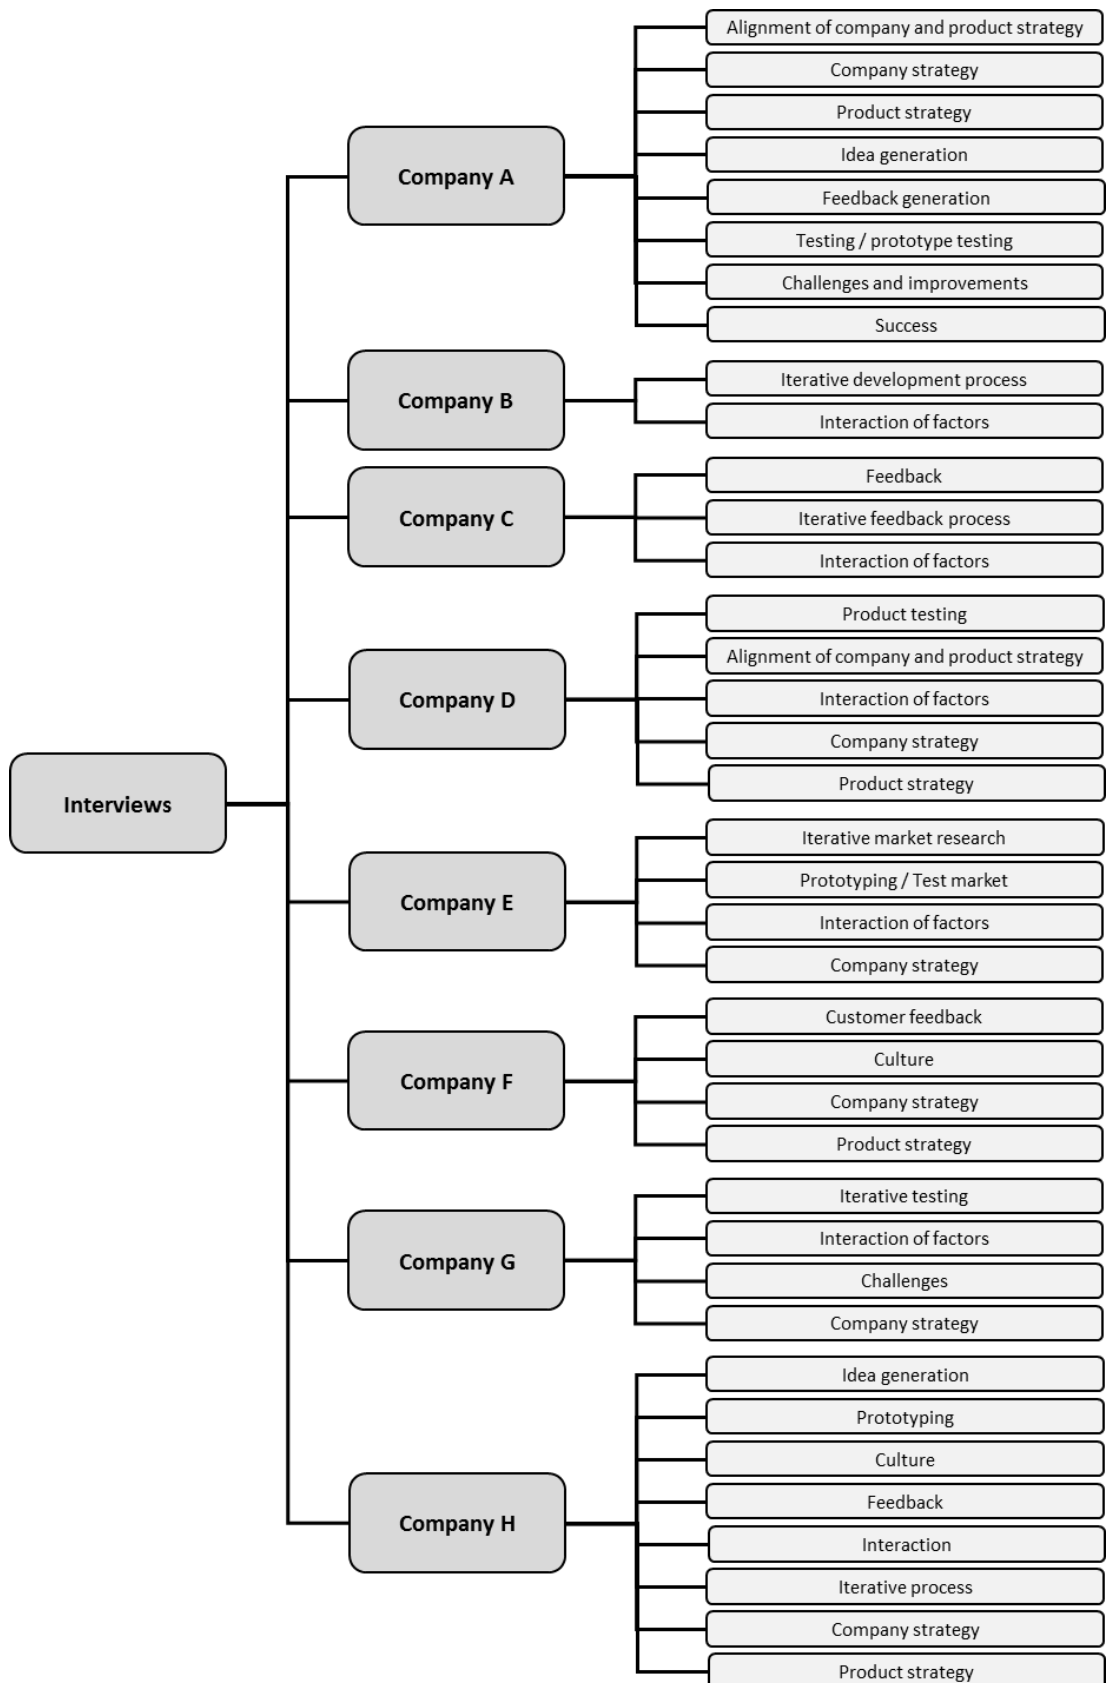 Interviews
Company A
Alignment of company and product strategy
Company strategy
Product strategy
Idea generation
Feedback generation
Testing / prototype testing
Challenges and improvements
Success
Company B
Iterative development process
Interaction of factors
Company C
Feedback
Iterative feedback process
Interaction of factors
Company D
Product testing
Alignment of company and product strategy
Interaction of factors
Company strategy
Product strategy
Company E
Iterative market research
Prototyping / Test market
Interaction of factors
Company strategy
Company F
Customer feedback
Culture
Company strategy
Product strategy
Company G
Iterative testing
Interaction of factors
Challenges
Company strategy
Company H
Idea generation
Prototyping
Culture
Feedback
Interaction
Iterative process
Company strategy
Product strategy